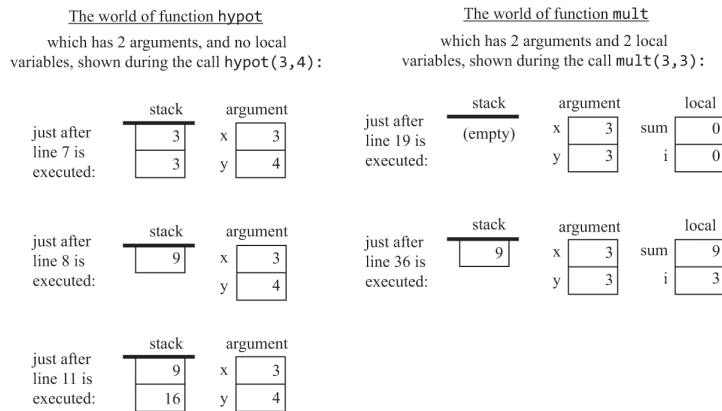 The world of function hypot
which has 2 arguments, and no local
variables, shown during the call hypot(3,4):
stack argument
just after
line 7 is
executed:
3 x 3
3 y 4
stack argument
just after
line 8 is
executed:
9 x 3
y 4
stack argument
just after
line 11 is
executed:
9 x 3
16 y 4
The world of function mult
which has 2 arguments and 2 local
variables, shown during the call mult(3,3):
stack argument local
just after
line 19 is
executed:
(empty) x 3 sum 0
y 3 i 0
stack argument local
just after
line 36 is
executed:
9 x 3 sum 9
y 3 i 3